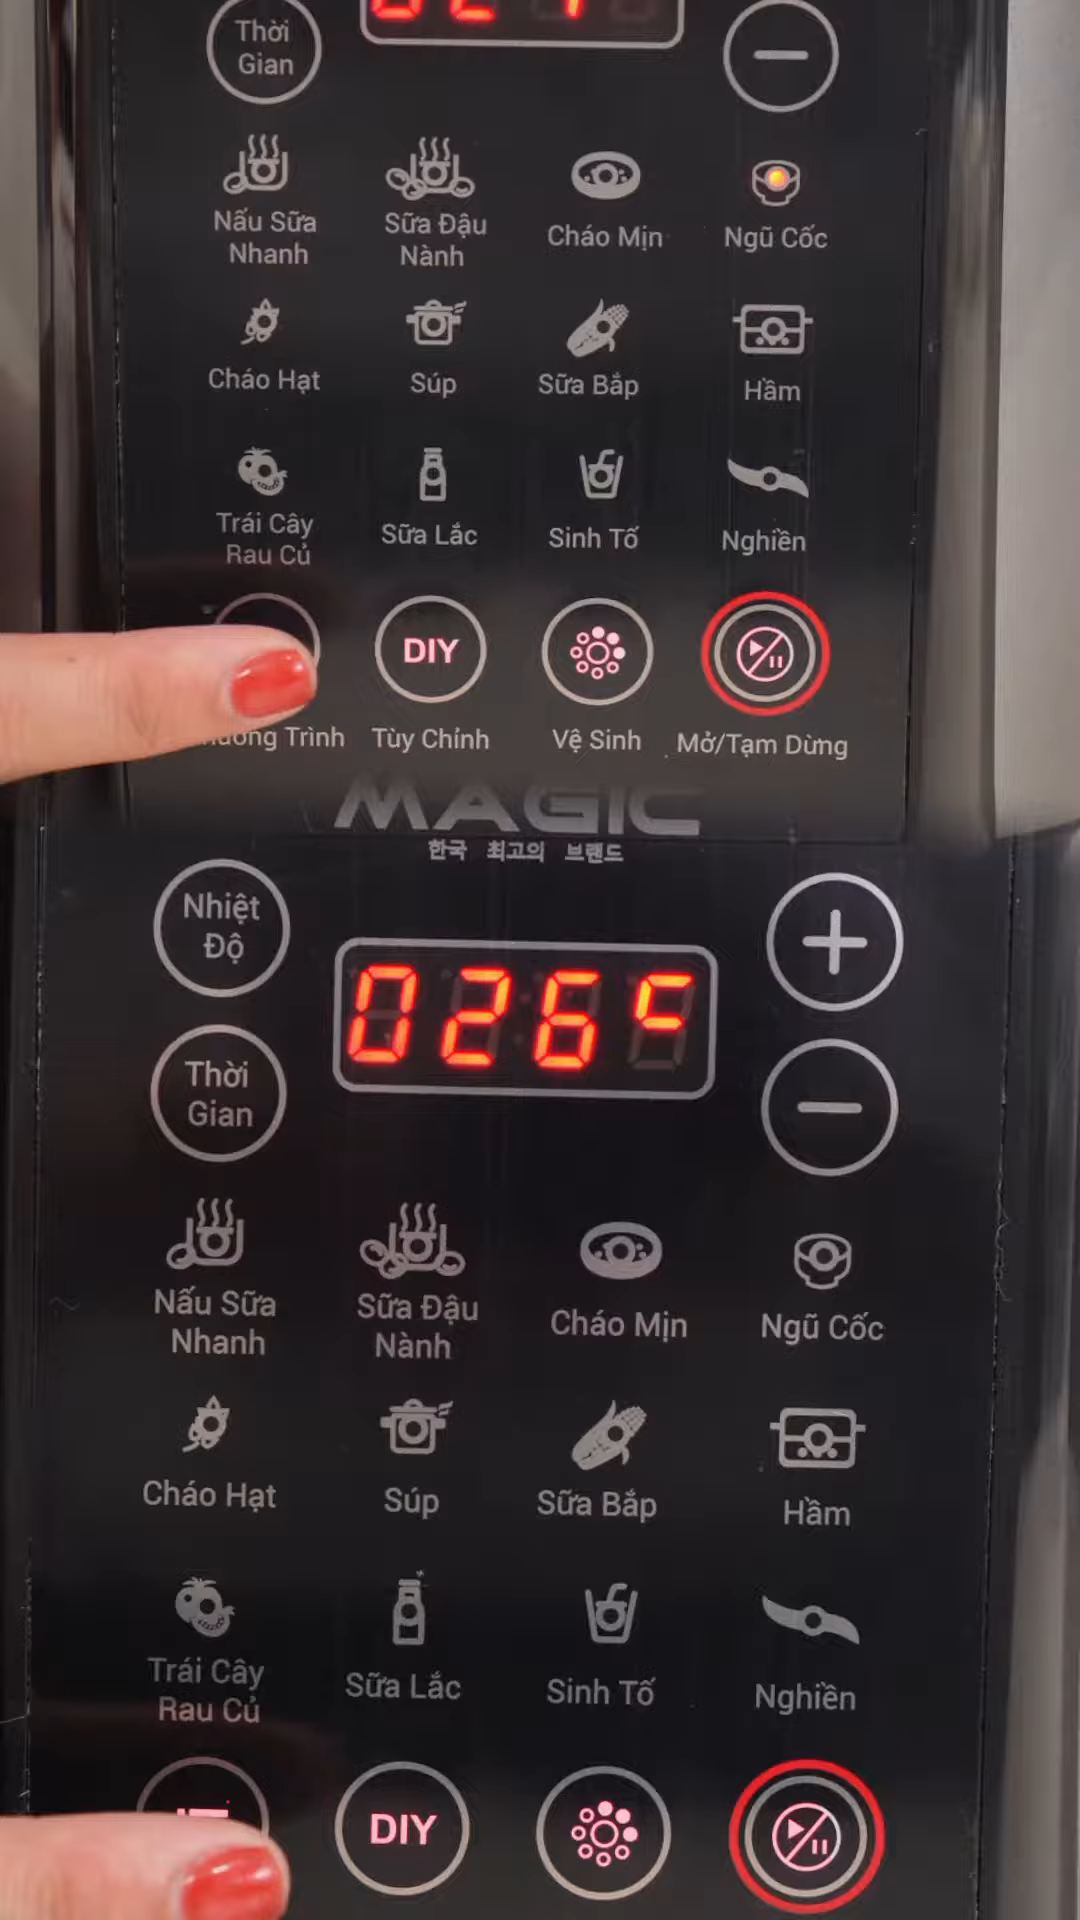 Thời
Gian
Nấu Sữa
Nhanh
Sữa Đậu
Nành
Cháo Mịn
Ngũ Cốc
Cháo Hạt
Súp
Sữa Bắp
Hầm
Trái Cây
Rau Củ
Sữa Lắc
Sinh Tố
Nghiền
DIY
Trình
Tùy Chỉnh
Vệ Sinh
Mở/Tạm Dừng
MAGIC
한국 최고의 브랜드
Nhiệt
Độ
026c
Thời
Gian
Nấu Sữa
Nhanh
Sữa Đậu
Nành
Cháo Mịn
Ngũ Cốc
Cháo Hạt
Súp
Sữa Bắp
Hầm
Trái Cây
Rau Củ
Sữa Lắc
Sinh Tố
Nghiền
DIY